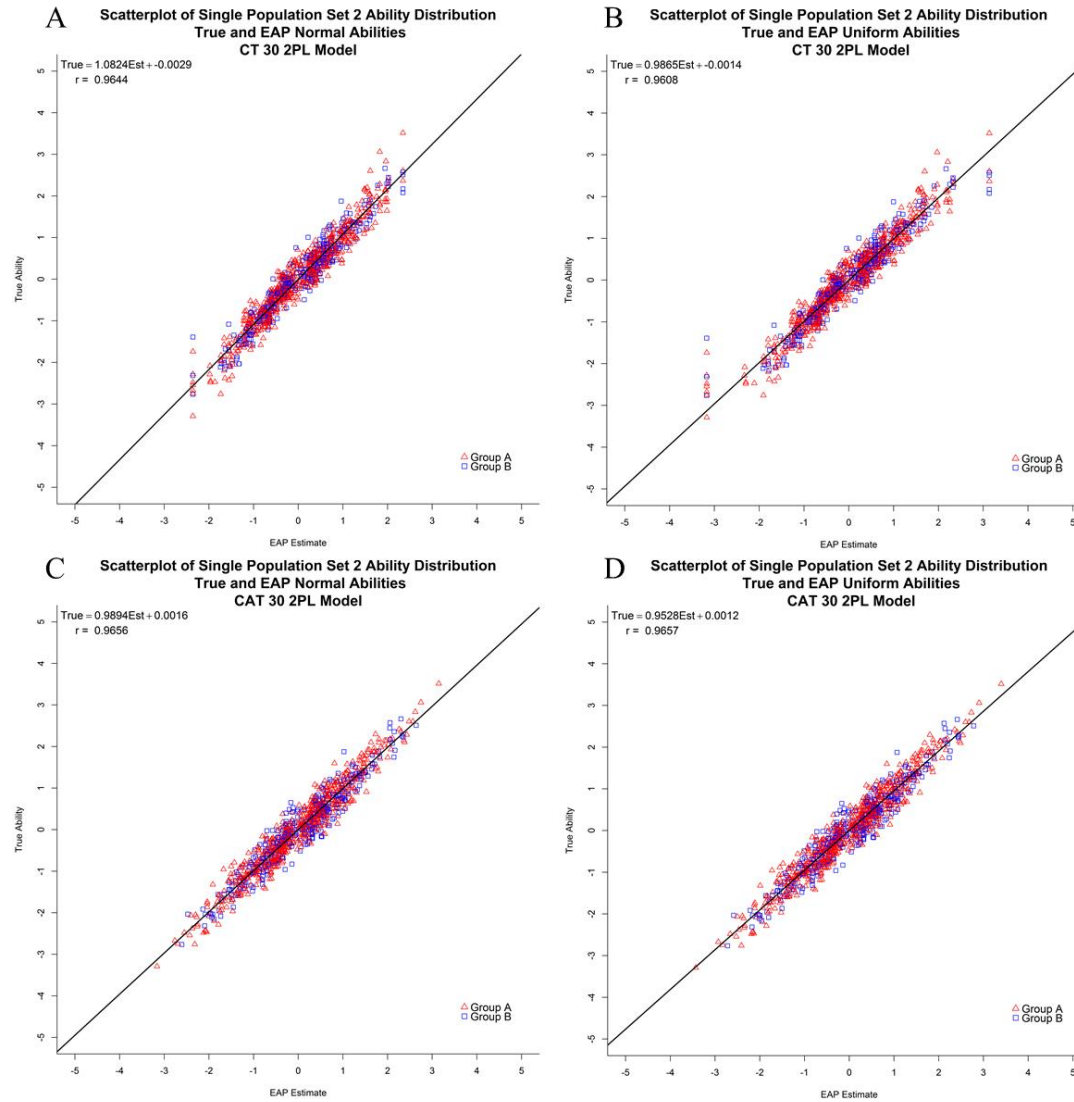 A
Scatterplot of Single Population Set 2 Ability Distribution
True and EAP Normal Abilities
CT 30 2PL Model
True = 1.0824Est + -0.0029
r = 0.9644
5
4
3
2
1
0
-1
-2
-3
-4
-5
True Ability
Group A
Group B
-5 -4 -3 -2 -1 0 1 2 3 4 5
EAP Estimate
B
Scatterplot of Single Population Set 2 Ability Distribution
True and EAP Uniform Abilities
CT 30 2PL Model
True = 0.9865Est + -0.0014
r = 0.9608
5
4
3
2
1
0
-1
-2
-3
-4
-5
True Ability
Group A
Group B
-5 -4 -3 -2 -1 0 1 2 3 4 5
EAP Estimate
C
Scatterplot of Single Population Set 2 Ability Distribution
True and EAP Normal Abilities
CAT 30 2PL Model
True = 0.9894Est + 0.0016
r = 0.9656
5
4
3
2
1
0
-1
-2
-3
-4
-5
True Ability
Group A
Group B
-5 -4 -3 -2 -1 0 1 2 3 4 5
EAP Estimate
D
Scatterplot of Single Population Set 2 Ability Distribution
True and EAP Uniform Abilities
CAT 30 2PL Model
True = 0.9528Est + 0.0012
r = 0.9657
5
4
3
2
1
0
-1
-2
-3
-4
-5
True Ability
Group A
Group B
-5 -4 -3 -2 -1 0 1 2 3 4 5
EAP Estimate